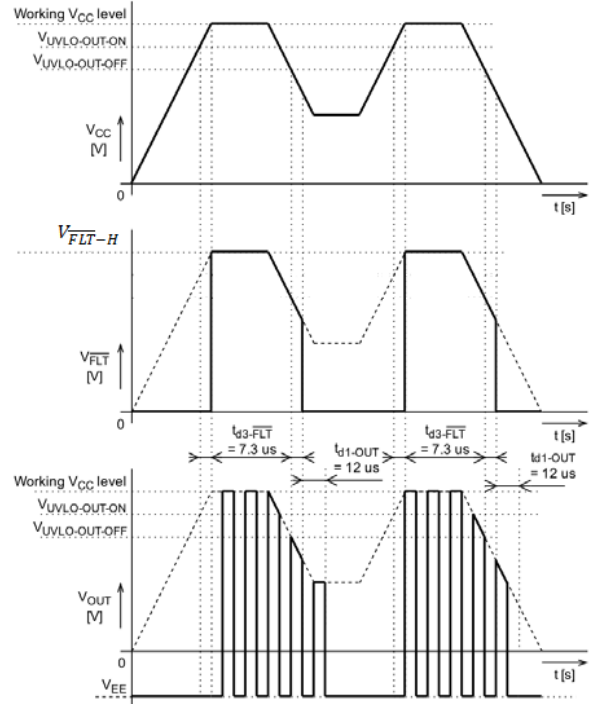 Working VCC level
VUVLO-OUT-ON
VUVLO-OUT-OFF
VCC
[V]
0
t [s]
VFLT-H
VFLT
[V]
0
t [s]
td3-FLT
= 7.3 us
td1-OUT
= 12 us
td3-FLT
= 7.3 us
td1-OUT
= 12 us
Working VCC level
VUVLO-OUT-ON
VUVLO-OUT-OFF
VOUT
[V]
0
t [s]
VEE